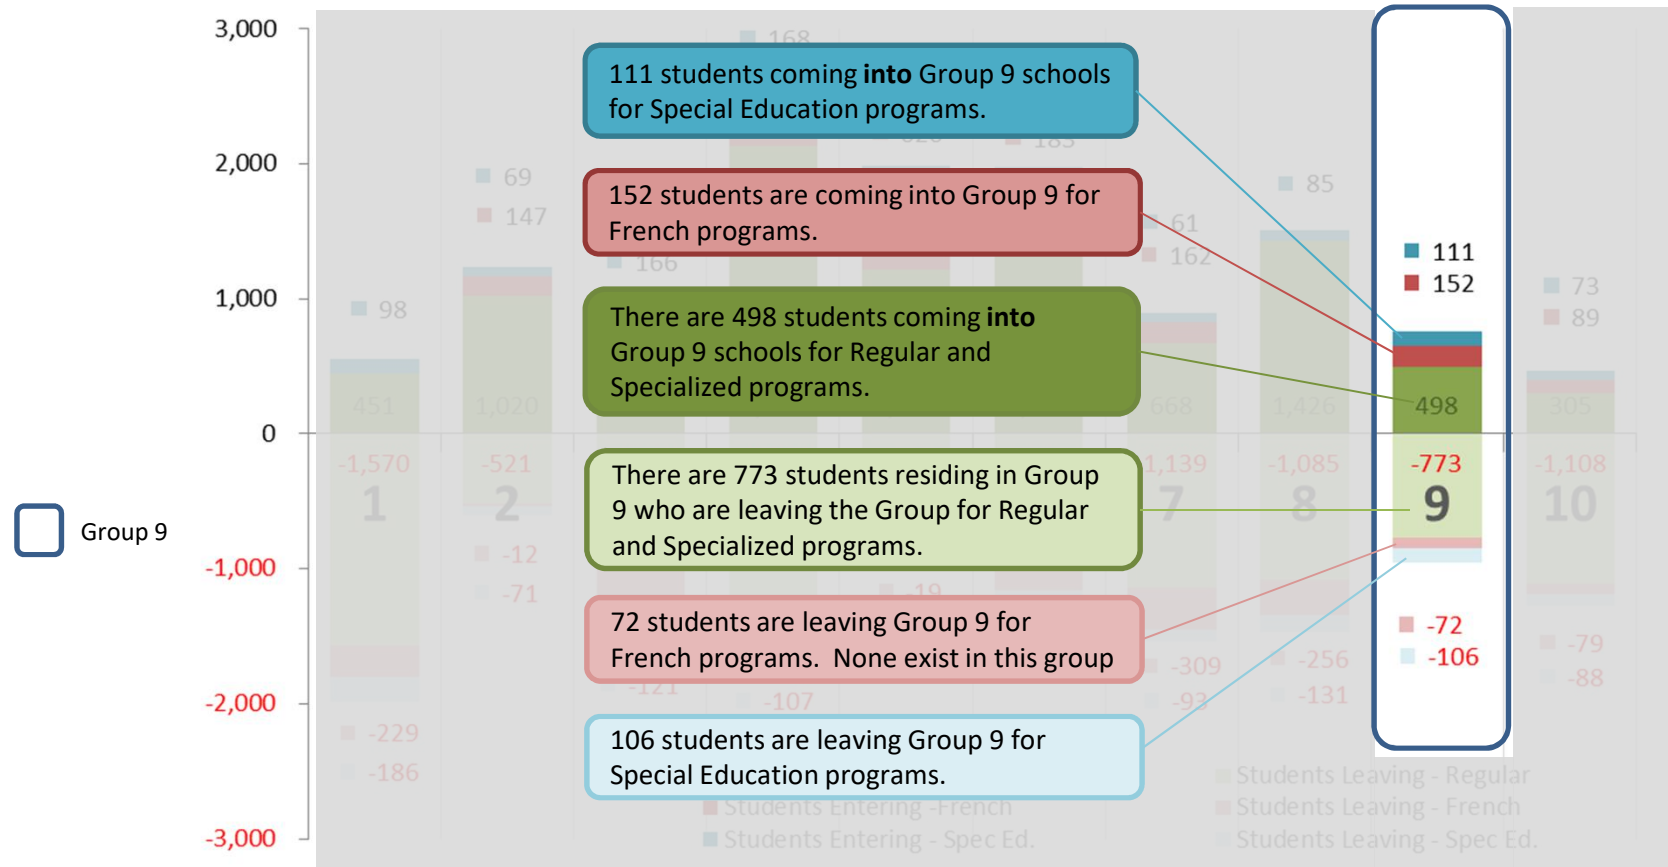 3,000
2,000
1,000
0
-1,000
-2,000
-3,000
Group 9
111 students coming into Group 9 schools
for Special Education programs.
152 students are coming into Group 9 for
French programs.
There are 498 students coming into
Group 9 schools for Regular and
Specialized programs.
There are 773 students residing in Group
9 who are leaving the Group for Regular
and Specialized programs.
72 students are leaving Group 9 for
French programs.  None exist in this group
106 students are leaving Group 9 for
Special Education programs.
98
451
-1,570
1
-229
-186
69
147
1,020
-521
2
-12
-71
166
-121
168
-107
-19
183
61
162
668
1,139
7
-309
-93
85
1,426
-1,085
8
-256
-131
111
152
498
-773
9
-72
-106
73
89
305
-1,108
10
-79
-88
Students Entering -French
Students Entering - Spec Ed.
Students Leaving - Regular
Students Leaving - French
Students Leaving - Spec Ed.